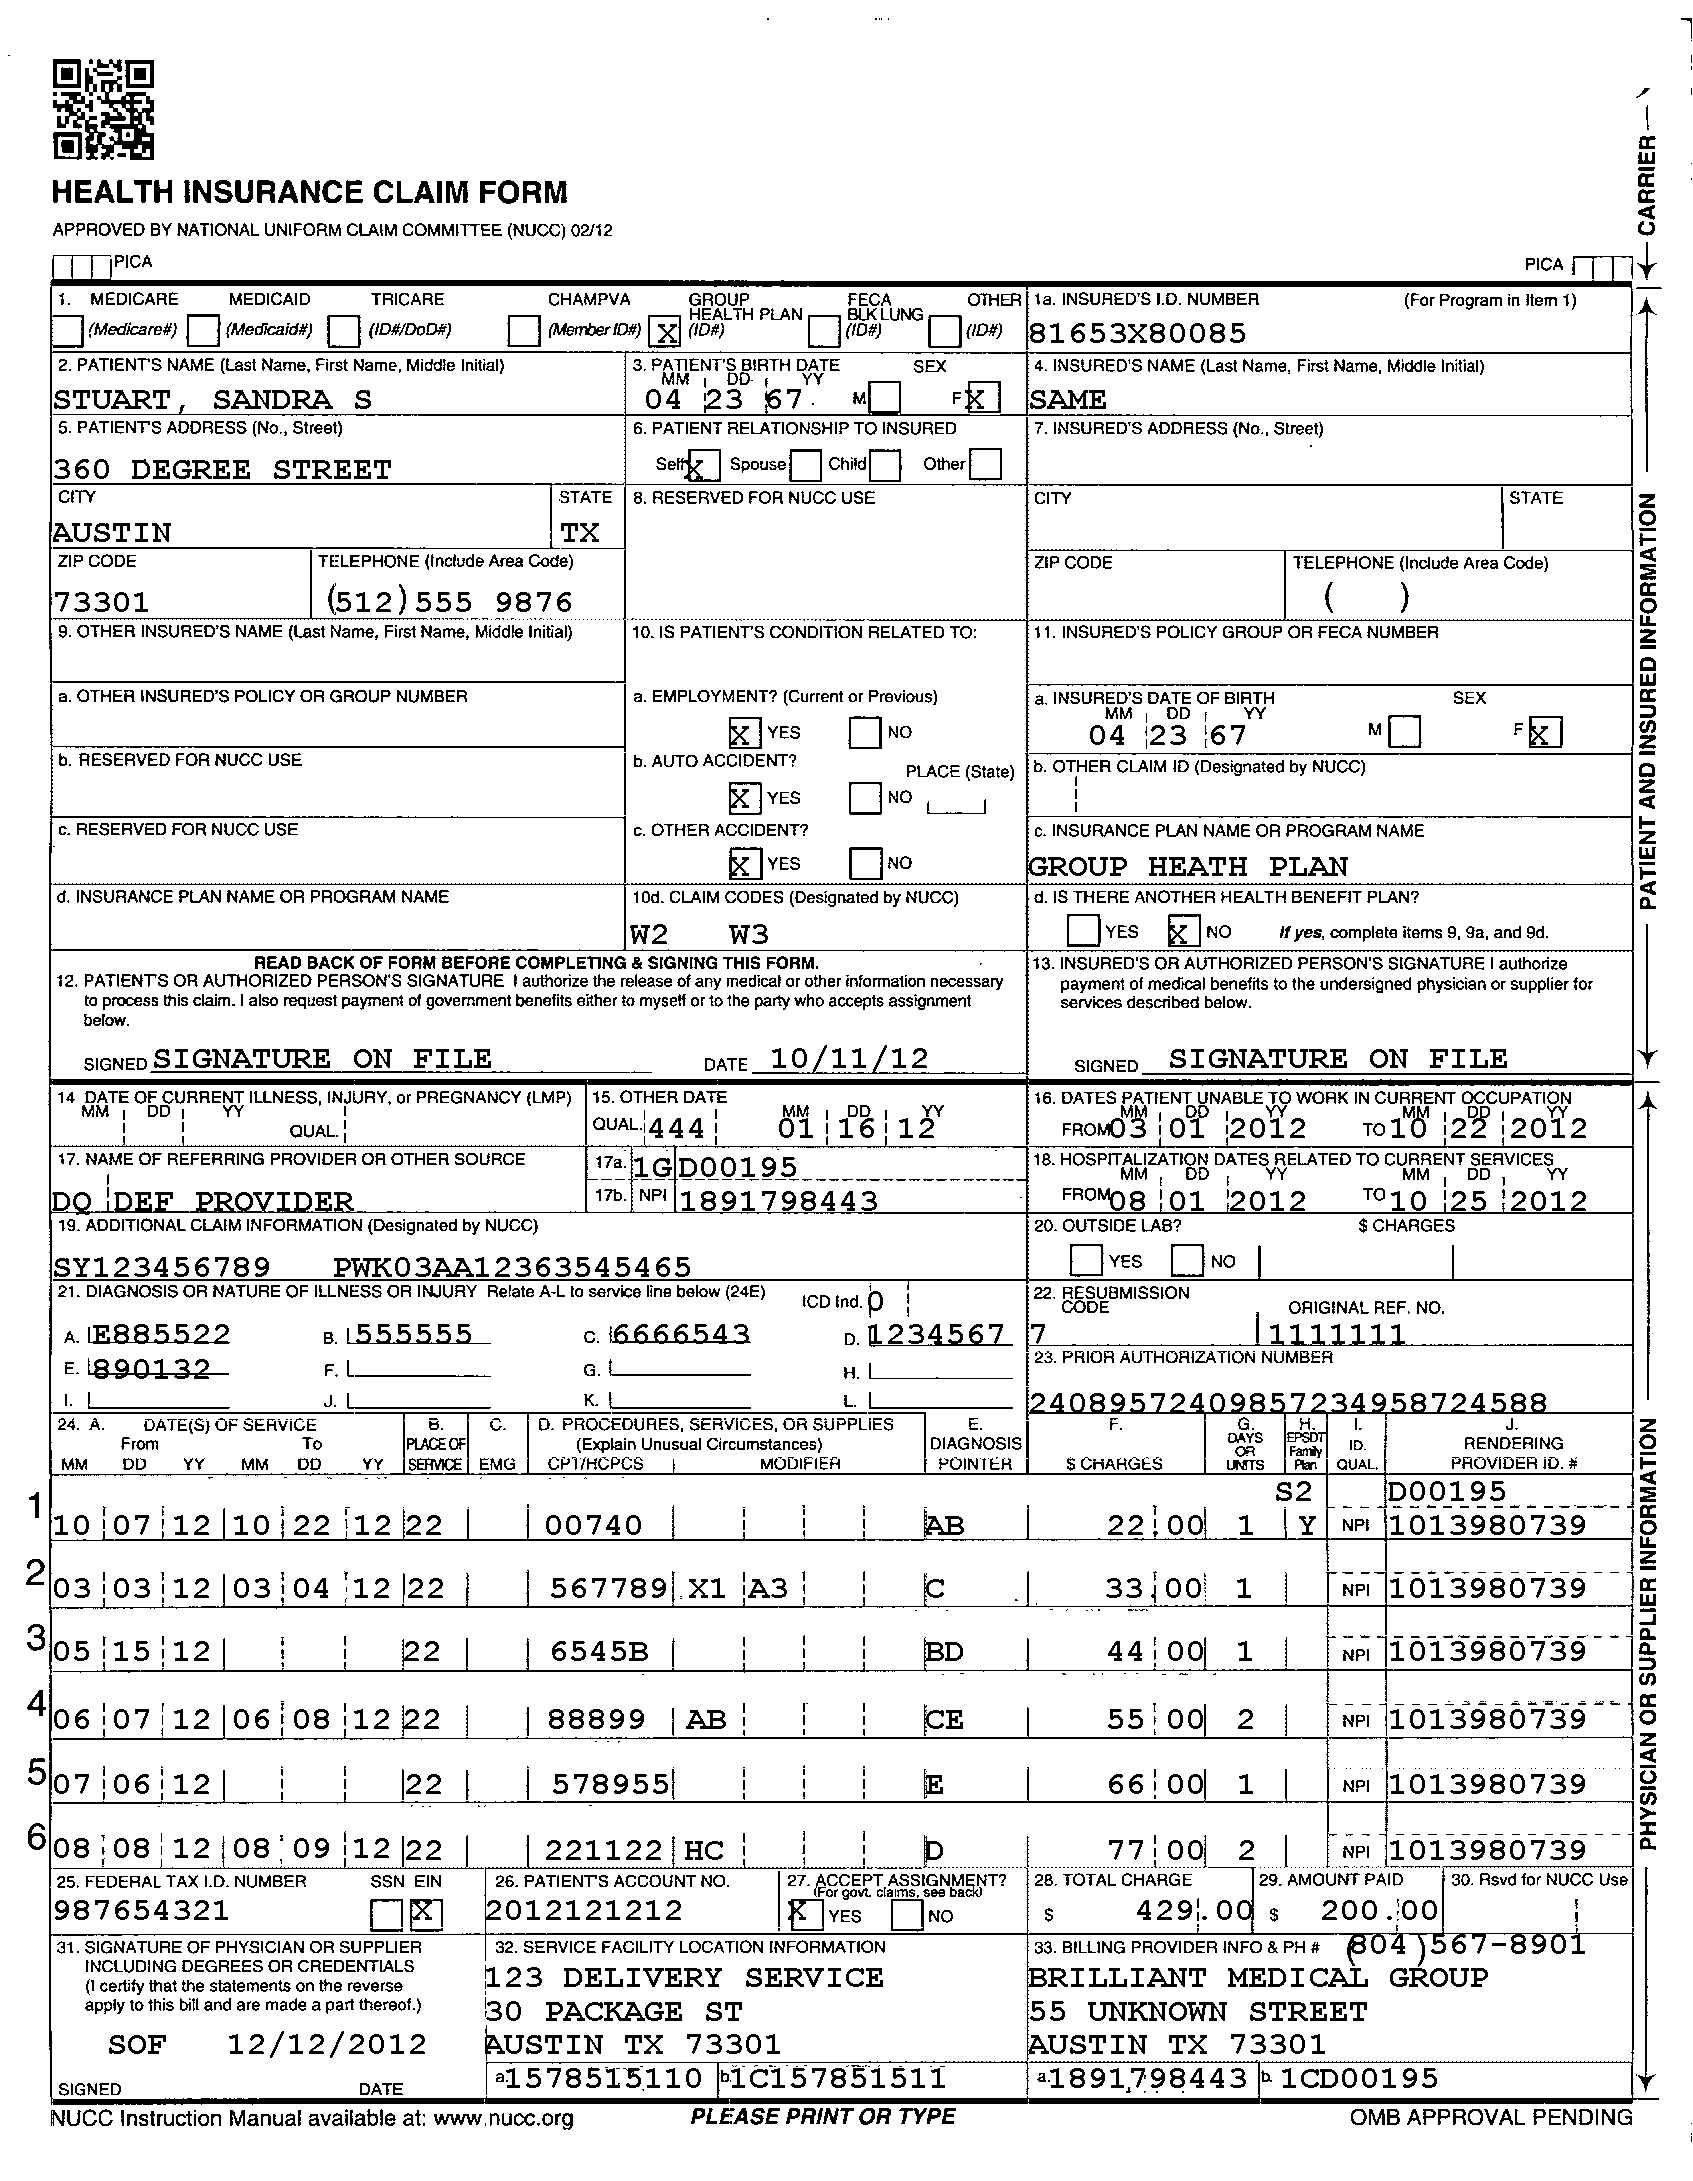 HEALTH INSURANCE CLAIM FORM
APPROVED BY NATIONAL UNIFORM CLAIM COMMITTEE (NUCC) 02/12
PICA
PICA
CARRIER
1. MEDICARE MEDICAID TRICARE CHAMPVA GROUP HEALTH PLAN FECA BLK LUNG OTHER
(Medicare#) (Medicaid#) (ID#/DoD#) (Member ID#) X (ID#) (ID#) (ID#)
1a. INSURED'S I.D. NUMBER (For Program in Item 1)
81653X80085
2. PATIENT'S NAME (Last Name, First Name, Middle Initial)
STUART, SANDRA S
3. PATIENT'S BIRTH DATE SEX
MM DD YY
04 23 67 M F X
4. INSURED'S NAME (Last Name, First Name, Middle Initial)
SAME
5. PATIENT'S ADDRESS (No., Street)
360 DEGREE STREET
6. PATIENT RELATIONSHIP TO INSURED
Self X Spouse Child Other
7. INSURED'S ADDRESS (No., Street)
CITY STATE
AUSTIN TX
8. RESERVED FOR NUCC USE
CITY STATE
ZIP CODE TELEPHONE (Include Area Code)
73301 (512) 555 9876
ZIP CODE TELEPHONE (Include Area Code)
( )
9. OTHER INSURED'S NAME (Last Name, First Name, Middle Initial)
10. IS PATIENT'S CONDITION RELATED TO:
11. INSURED'S POLICY GROUP OR FECA NUMBER
a. OTHER INSURED'S POLICY OR GROUP NUMBER
a. EMPLOYMENT? (Current or Previous)
X YES NO
a. INSURED'S DATE OF BIRTH SEX
MM DD YY
04 23 67 M F X
b. RESERVED FOR NUCC USE
b. AUTO ACCIDENT? PLACE (State)
X YES NO
b. OTHER CLAIM ID (Designated by NUCC)
c. RESERVED FOR NUCC USE
c. OTHER ACCIDENT?
X YES NO
c. INSURANCE PLAN NAME OR PROGRAM NAME
GROUP HEATH PLAN
d. INSURANCE PLAN NAME OR PROGRAM NAME
10d. CLAIM CODES (Designated by NUCC)
W2 W3
d. IS THERE ANOTHER HEALTH BENEFIT PLAN?
YES X NO If yes, complete items 9, 9a, and 9d.
PATIENT AND INSURED INFORMATION
READ BACK OF FORM BEFORE COMPLETING & SIGNING THIS FORM.
12. PATIENT'S OR AUTHORIZED PERSON'S SIGNATURE I authorize the release of any medical or other information necessary
to process this claim. I also request payment of government benefits either to myself or to the party who accepts assignment
below.
SIGNED SIGNATURE ON FILE DATE 10/11/12
13. INSURED'S OR AUTHORIZED PERSON'S SIGNATURE I authorize
payment of medical benefits to the undersigned physician or supplier for
services described below.
SIGNED SIGNATURE ON FILE
14 DATE OF CURRENT ILLNESS, INJURY, or PREGNANCY (LMP)
MM DD YY
QUAL.
15. OTHER DATE
MM DD YY
QUAL. 444 01 16 12
16. DATES PATIENT UNABLE TO WORK IN CURRENT OCCUPATION
MM DD YY MM DD YY
FROM 03 01 2012 TO 10 22 2012
17. NAME OF REFERRING PROVIDER OR OTHER SOURCE
DQ DEF PROVIDER
17a. 1G D00195
17b. NPI 1891798443
18. HOSPITALIZATION DATES RELATED TO CURRENT SERVICES
MM DD YY MM DD YY
FROM 08 01 2012 TO 10 25 2012
19. ADDITIONAL CLAIM INFORMATION (Designated by NUCC)
SY123456789 PWK03AA12363545465
20. OUTSIDE LAB? $ CHARGES
YES NO
21. DIAGNOSIS OR NATURE OF ILLNESS OR INJURY Relate A-L to service line below (24E) ICD Ind. 0
A. E885522 B. 555555 C. 6666543 D. 1234567
E. 890132 F. G. H.
I. J. K. L.
22. RESUBMISSION CODE ORIGINAL REF. NO.
7 1111111
23. PRIOR AUTHORIZATION NUMBER
24089572409857234958724588
24. A. DATE(S) OF SERVICE B. C. D. PROCEDURES, SERVICES, OR SUPPLIES E. F. G. H. I. J.
From To PLACE OF (Explain Unusual Circumstances) DIAGNOSIS DAYS OR UNITS EPSDT Family Plan ID. RENDERING
MM DD YY MM DD YY SERVICE EMG CPT/HCPCS MODIFIER POINTER $ CHARGES QUAL. PROVIDER ID. #
S2 D00195
1 10 07 12 10 22 12 22 00740 AB 22 00 1 Y NPI 1013980739
2 03 03 12 03 04 12 22 567789 X1 A3 C 33 00 1 NPI 1013980739
3 05 15 12 22 6545B BD 44 00 1 NPI 1013980739
4 06 07 12 06 08 12 22 88899 AB CE 55 00 2 NPI 1013980739
5 07 06 12 22 578955 E 66 00 1 NPI 1013980739
6 08 08 12 08 09 12 22 221122 HC D 77 00 2 NPI 1013980739
25. FEDERAL TAX I.D. NUMBER SSN EIN
987654321 X
26. PATIENT'S ACCOUNT NO.
2012121212
27. ACCEPT ASSIGNMENT?
(For govt. claims, see back)
X YES NO
28. TOTAL CHARGE
$ 429.00
29. AMOUNT PAID
$ 200.00
30. Rsvd for NUCC Use
31. SIGNATURE OF PHYSICIAN OR SUPPLIER
INCLUDING DEGREES OR CREDENTIALS
(I certify that the statements on the reverse
apply to this bill and are made a part thereof.)
SOF 12/12/2012
SIGNED DATE
32. SERVICE FACILITY LOCATION INFORMATION
123 DELIVERY SERVICE
30 PACKAGE ST
AUSTIN TX 73301
a 1578515110 b 1C157851511
33. BILLING PROVIDER INFO & PH # (804) 567-8901
BRILLIANT MEDICAL GROUP
55 UNKNOWN STREET
AUSTIN TX 73301
a 1891798443 b. 1CD00195
PHYSICIAN OR SUPPLIER INFORMATION
NUCC Instruction Manual available at: www.nucc.org
PLEASE PRINT OR TYPE
OMB APPROVAL PENDING